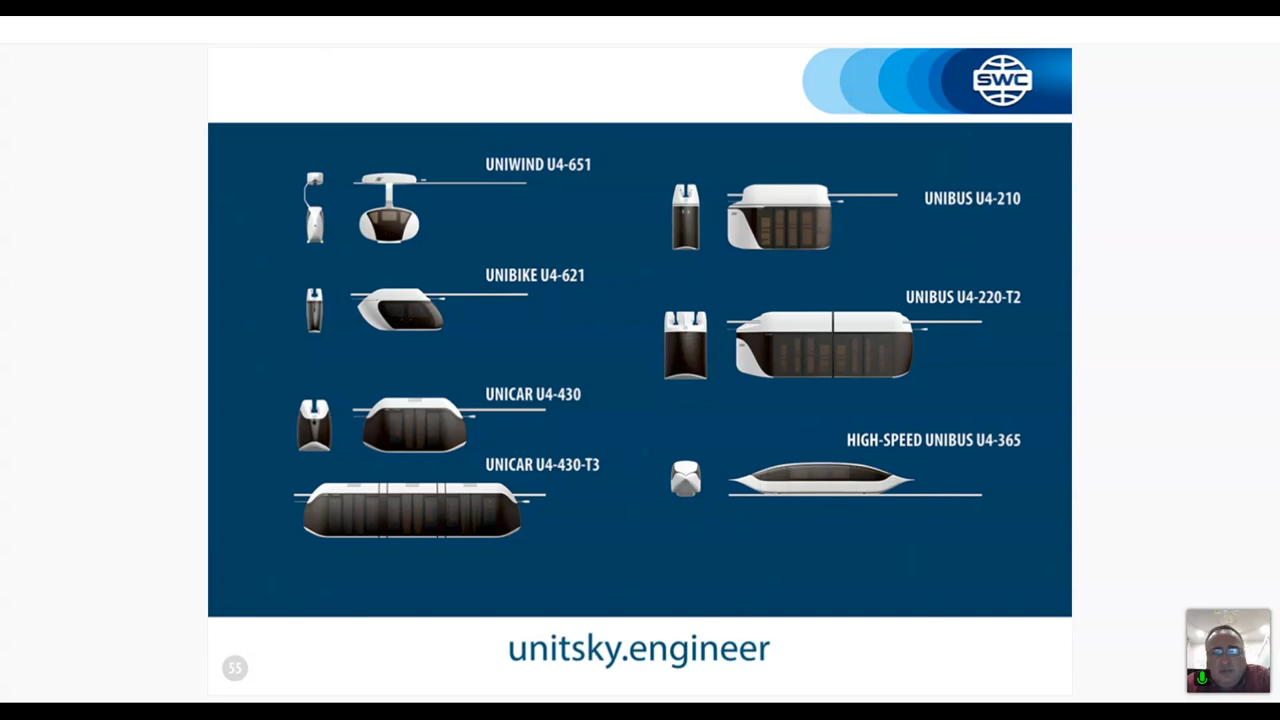 SWC
UNIWIND U4-651
UNIBIKE U4-621
UNICAR U4-430
UNICAR U4-430-T3
UNIBUS U4-210
UNIBUS U4-220-T2
HIGH-SPEED UNIBUS U4-365
unitsky.engineer
55